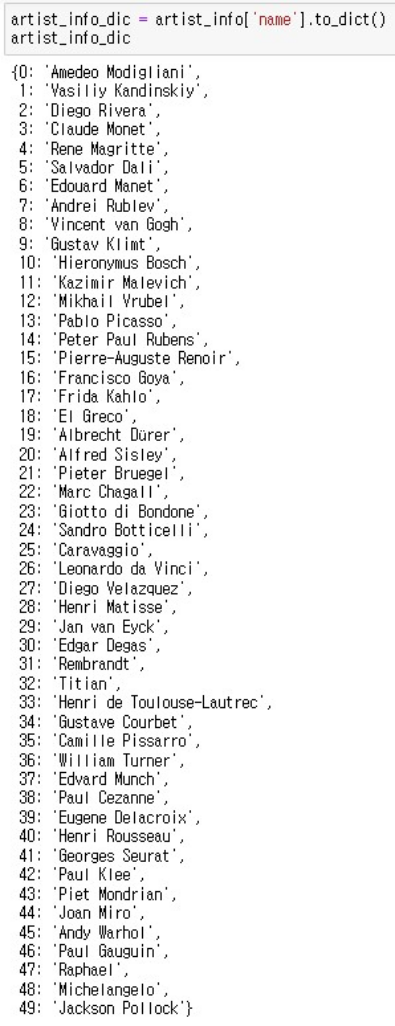 artist_info_dic = artist_info['name'].to_dict()
artist_info_dic
{0: 'Amedeo Modigliani',
1: 'Vasiliy Kandinskiy',
2: 'Diego Rivera',
3: 'Claude Monet',
4: 'Rene Magritte',
5: 'Salvador Dali',
6: 'Edouard Manet',
7: 'Andrei Rublev',
8: 'Vincent van Gogh',
9: 'Gustav Klimt',
10: 'Hieronymus Bosch',
11: 'Kazimir Malevich',
12: 'Mikhail Vrubel',
13: 'Pablo Picasso',
14: 'Peter Paul Rubens',
15: 'Pierre-Auguste Renoir',
16: 'Francisco Goya',
17: 'Frida Kahlo',
18: 'El Greco',
19: 'Albrecht Dürer',
20: 'Alfred Sisley',
21: 'Pieter Bruegel',
22: 'Marc Chagall',
23: 'Giotto di Bondone',
24: 'Sandro Botticelli',
25: 'Caravaggio',
26: 'Leonardo da Vinci',
27: 'Diego Velazquez',
28: 'Henri Matisse',
29: 'Jan van Eyck',
30: 'Edgar Degas',
31: 'Rembrandt',
32: 'Titian',
33: 'Henri de Toulouse-Lautrec',
34: 'Gustave Courbet',
35: 'Camille Pissarro',
36: 'William Turner',
37: 'Edvard Munch',
38: 'Paul Cezanne',
39: 'Eugene Delacroix',
40: 'Henri Rousseau',
41: 'Georges Seurat',
42: 'Paul Klee',
43: 'Piet Mondrian',
44: 'Joan Miro',
45: 'Andy Warhol',
46: 'Paul Gauguin',
47: 'Raphael',
48: 'Michelangelo',
49: 'Jackson Pollock'}